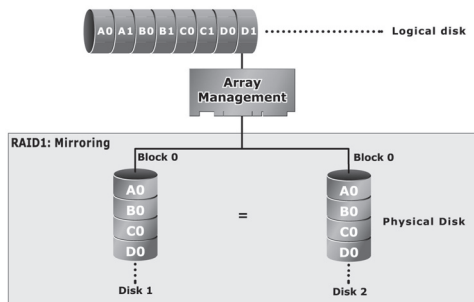 A0 A1 B0 B1 C0 C1 D0 D1 Logical disk
Array
Management
RAID1: Mirroring
Block 0 Block 0
A0 A0
B0 = B0
C0 C0 Physical Disk
D0 D0
Disk 1 Disk 2